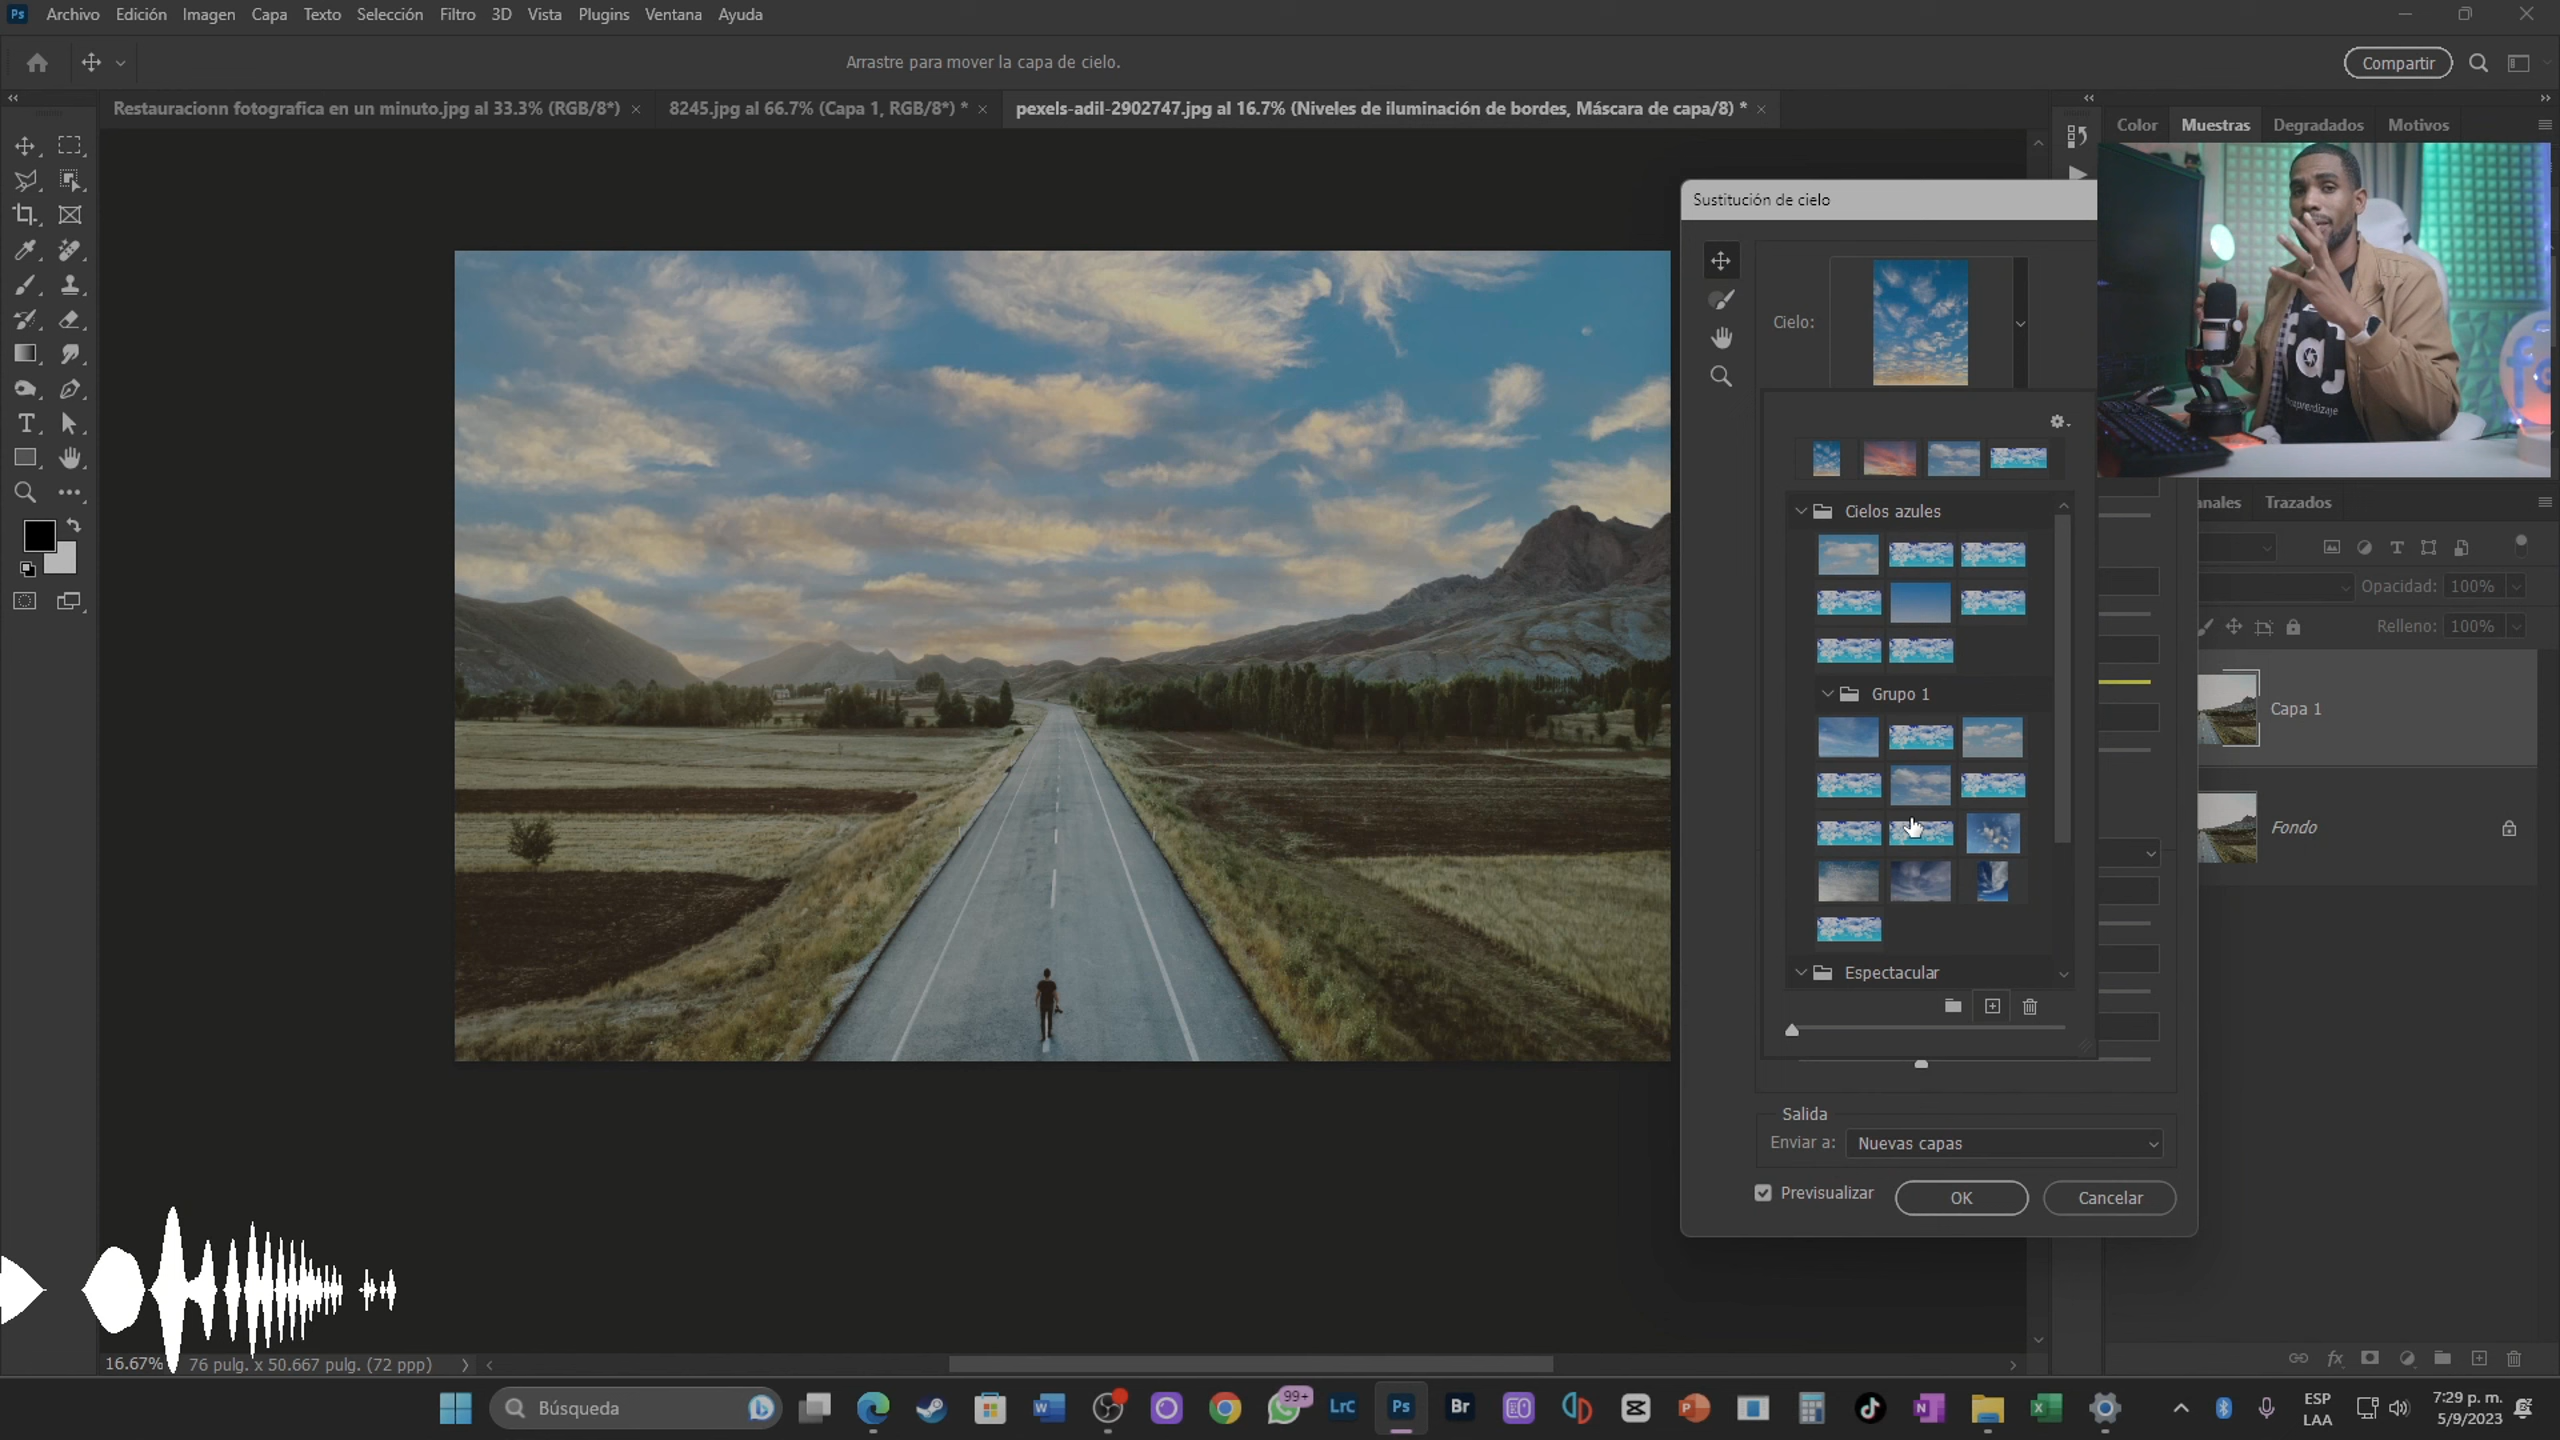 Ps Archivo Edición Imagen Capa Texto Selección Filtro 3D Vista Plugins Ventana Ayuda
Arrastre para mover la capa de cielo.
Compartir
Restauracionn fotografica en un minuto.jpg al 33.3% (RGB/8*) × 8245.jpg al 66.7% (Capa 1, RGB/8*) * × pexels-adil-2902747.jpg al 16.7% (Niveles de iluminación de bordes, Máscara de capa/8) * ×
Color Muestras Degradados Motivos
Sustitución de cielo
Cielo:
Cielos azules
Grupo 1
Espectacular
Trazados
Opacidad: 100%
Relleno: 100%
Capa 1
Fondo
Salida
Enviar a: Nuevas capas
Previsualizar OK Cancelar
16.67% 76 pulg. x 50.667 pulg. (72 ppp)
Búsqueda
99+
LrC Ps Br
ESP
LAA
7:29 p. m.
5/9/2023